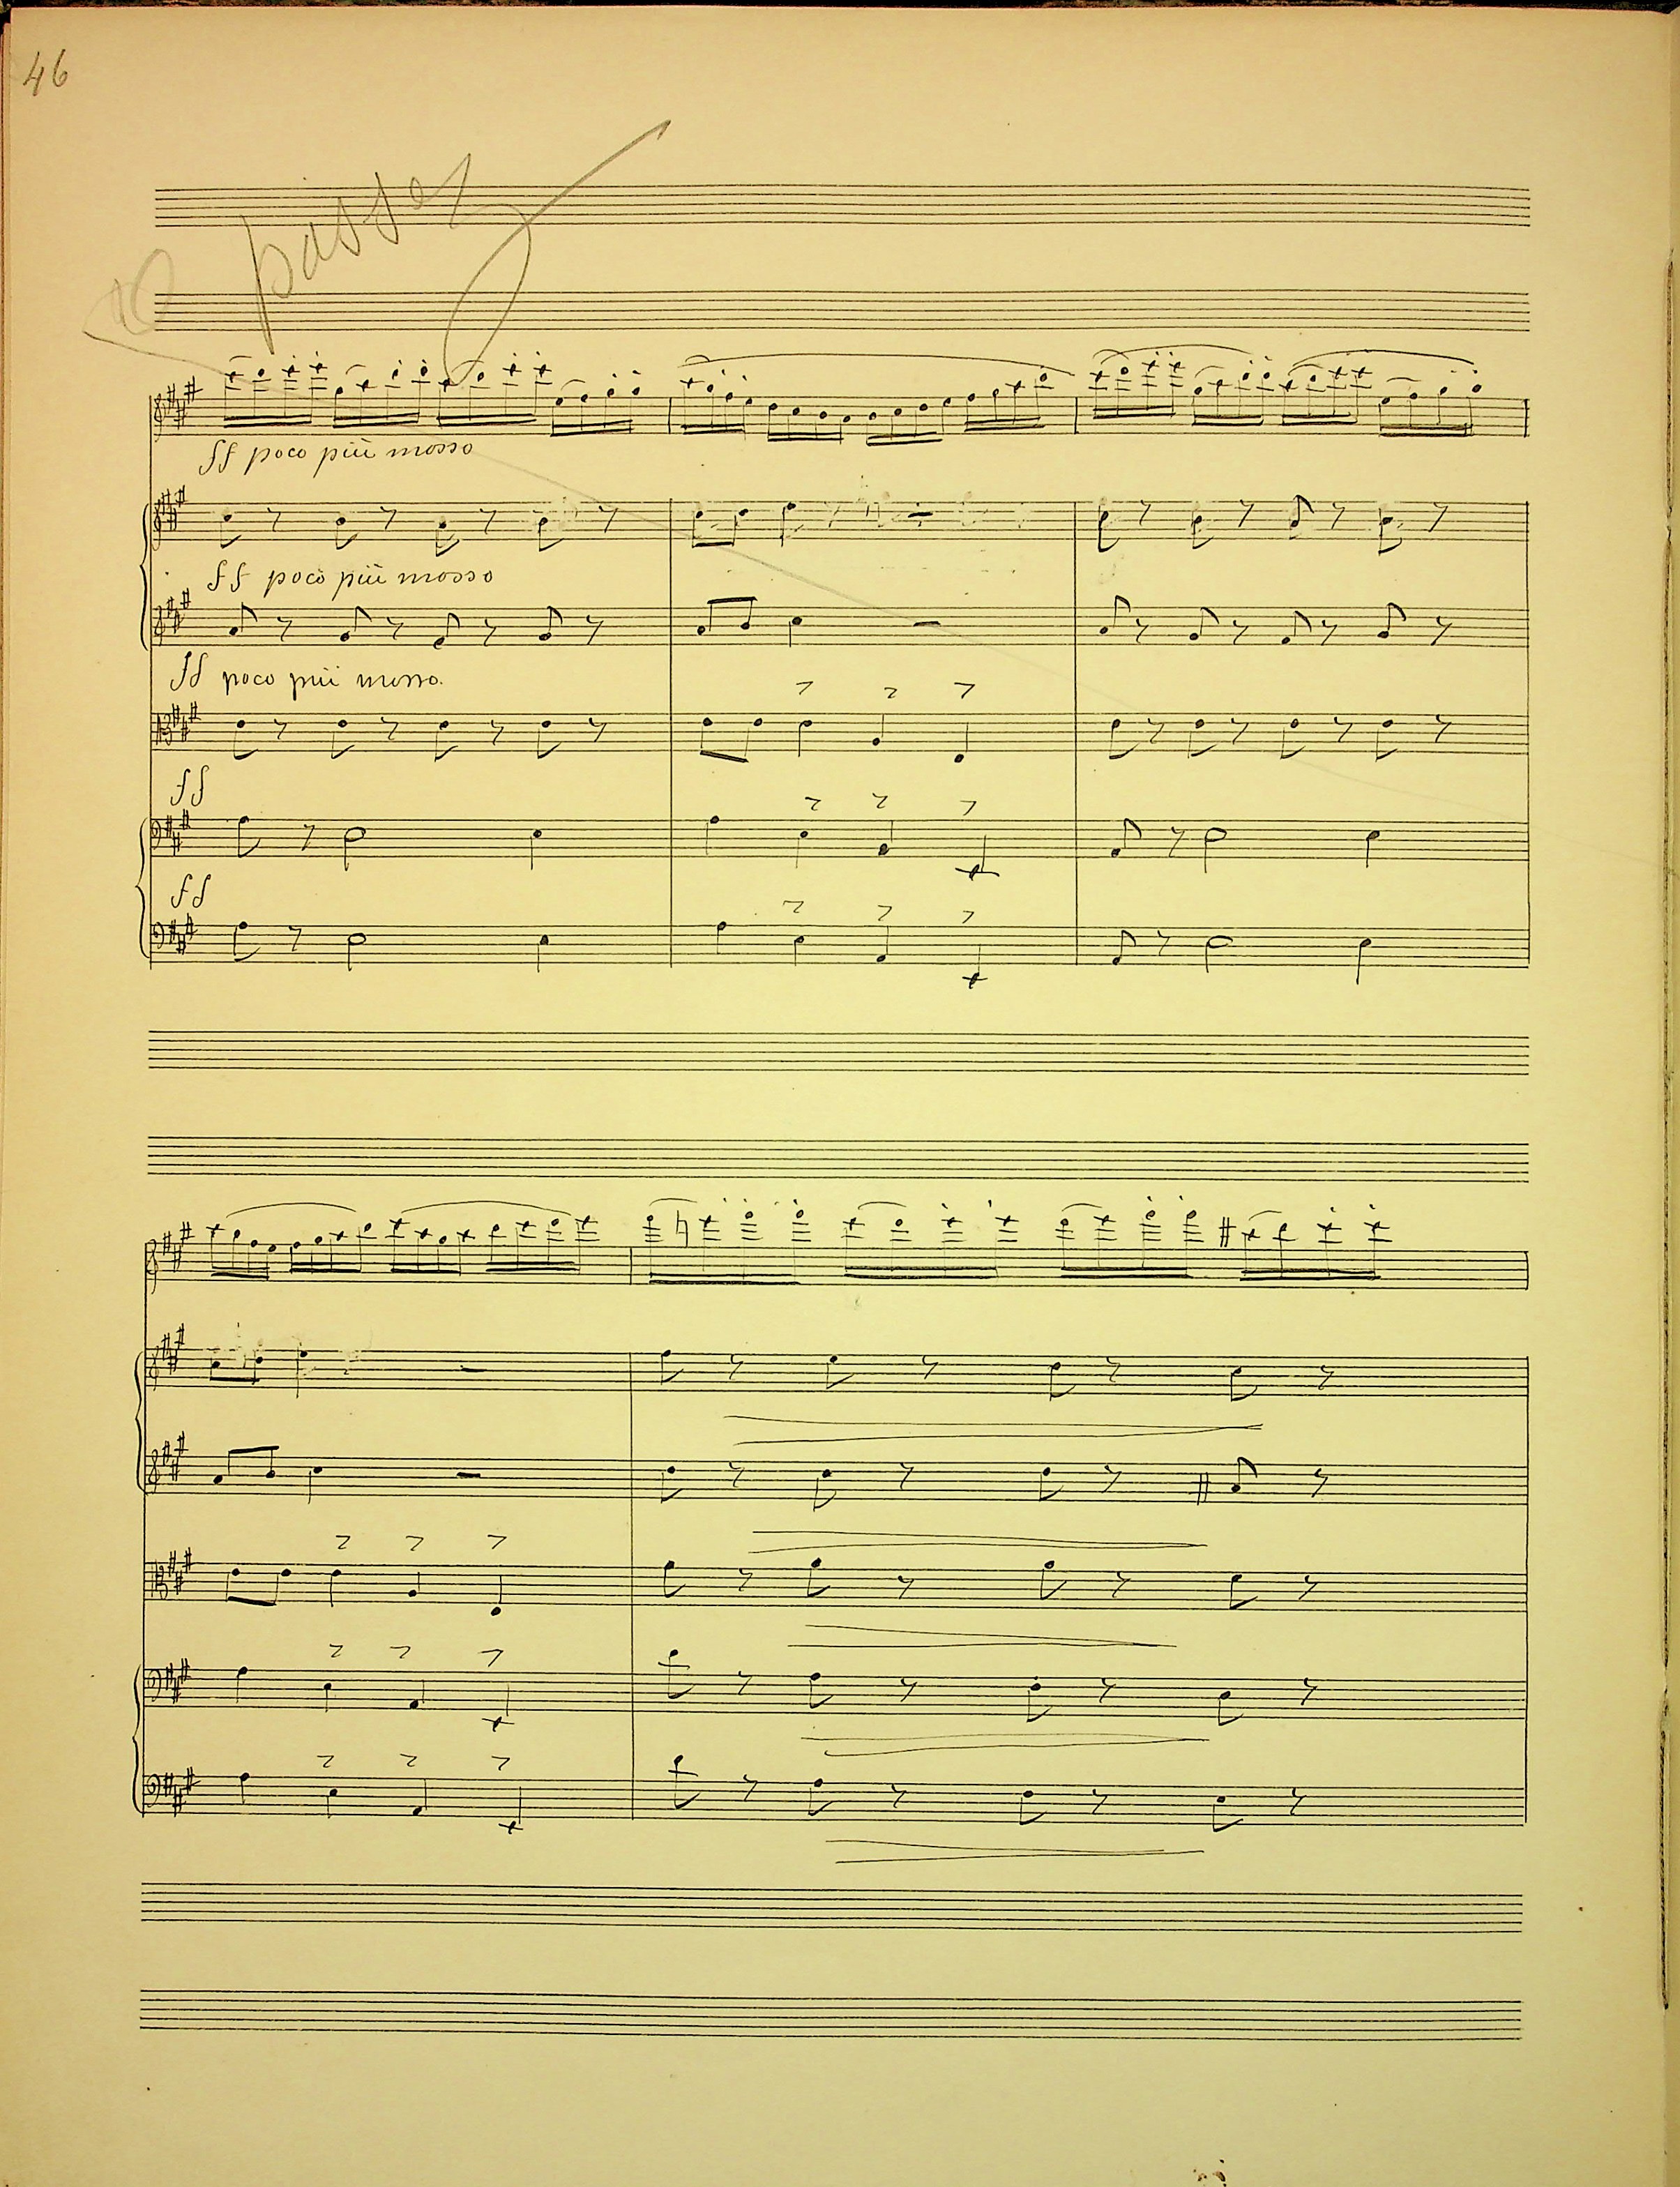 46
passez
ff poco più mosso
ff poco più mosso
ff poco più mosso.
ff
ff